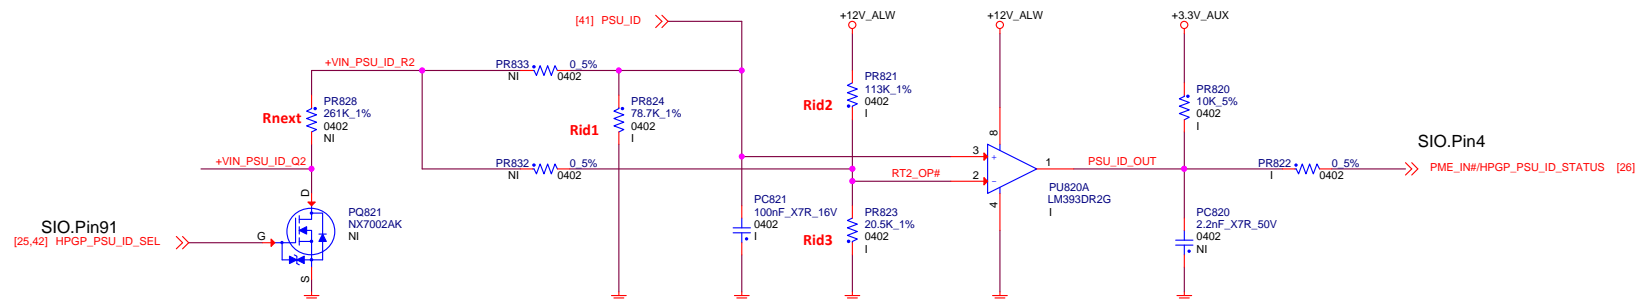 [41] PSU_ID
+12V_ALW
+12V_ALW
+3.3V_AUX
+VIN_PSU_ID_R2
PR833
0_5%
NI
0402
PR828
261K_1%
0402
NI
Rnext
Rid1
PR824
78.7K_1%
0402
I
Rid2
PR821
113K_1%
0402
I
PR820
10K_5%
0402
I
8
SIO.Pin4
+VIN_PSU_ID_Q2
PR832
0_5%
NI
0402
3
+
2
-
1
RT2_OP#
PSU_ID_OUT
PR822
0_5%
I
0402
PME_IN#/HPGP_PSU_ID_STATUS [26]
PU820A
LM393DR2G
I
4
D
SIO.Pin91
[25,42] HPGP_PSU_ID_SEL
G
PQ821
NX7002AK
NI
S
PC821
100nF_X7R_16V
0402
I
Rid3
PR823
20.5K_1%
0402
I
PC820
2.2nF_X7R_50V
0402
NI